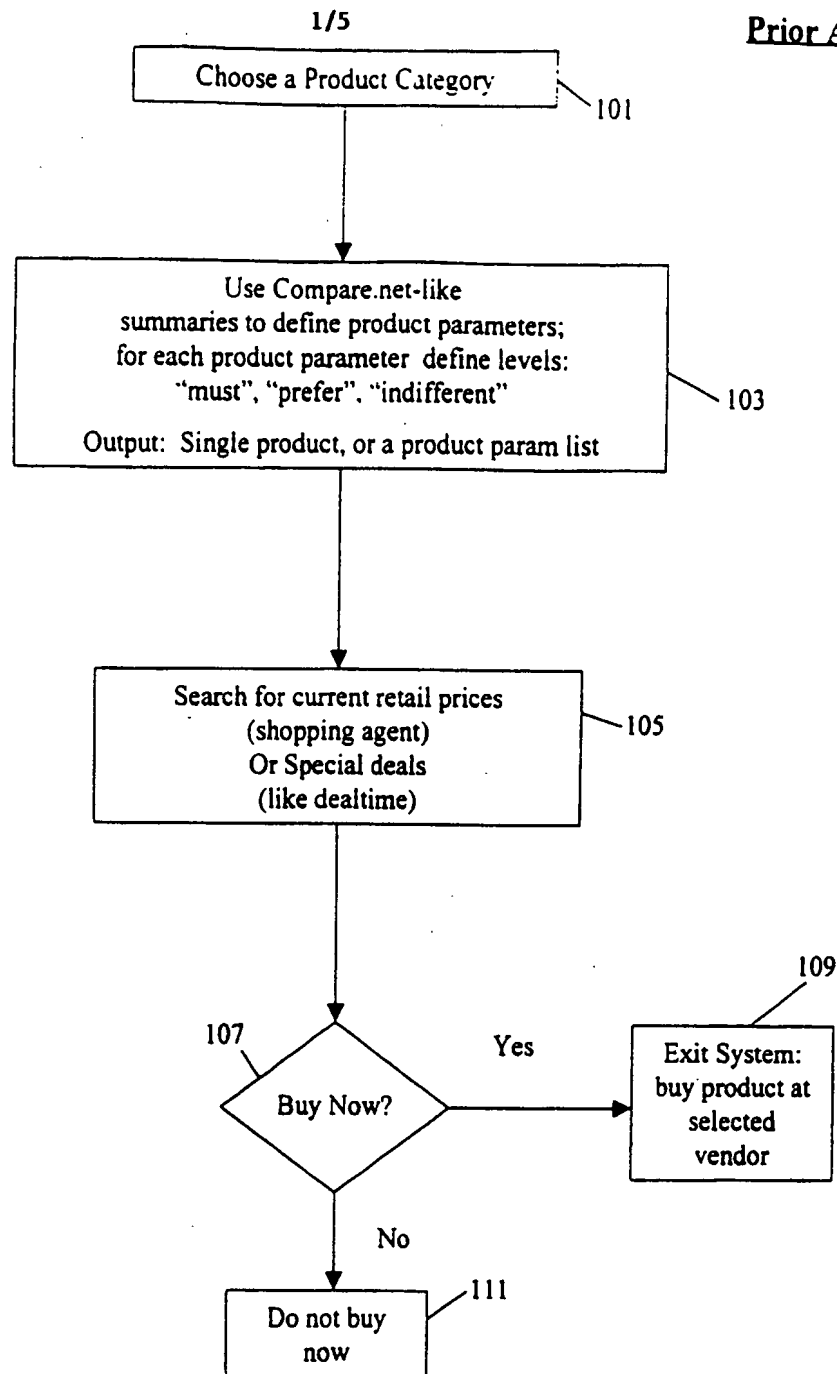 1/5
Prior A
Choose a Product Category
101
Use Compare.net-like
summaries to define product parameters;
for each product parameter define levels:
“must”, “prefer”, “indifferent”
Output: Single product, or a product param list
103
Search for current retail prices
(shopping agent)
Or Special deals
(like dealtime)
105
107
Buy Now?
Yes
109
Exit System:
buy product at
selected
vendor
No
111
Do not buy
now